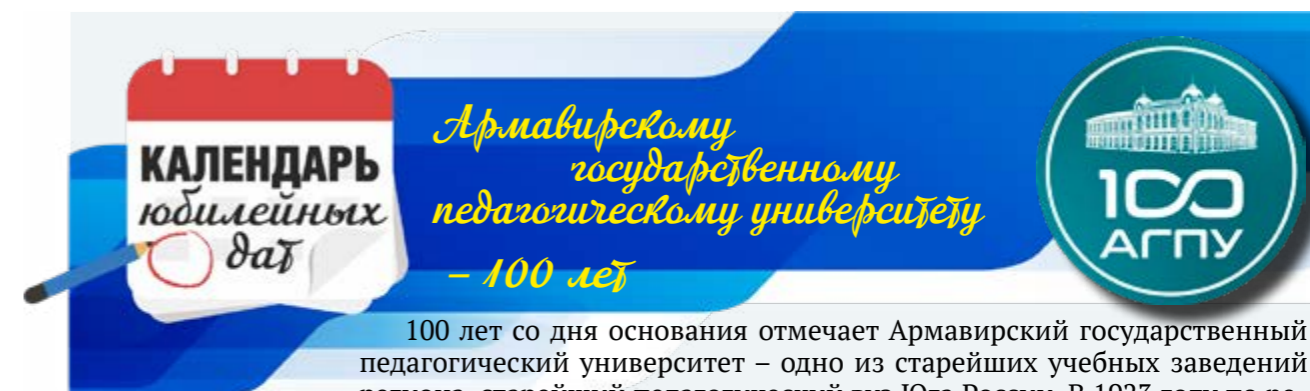 КАЛЕНДАРЬ
юбилейных
дат
Армавирскому
государственному
педагогическому университету
– 100 лет
100
АГПУ
100 лет со дня основания отмечает Армавирский государственный
педагогический университет – одно из старейших учебных заведений